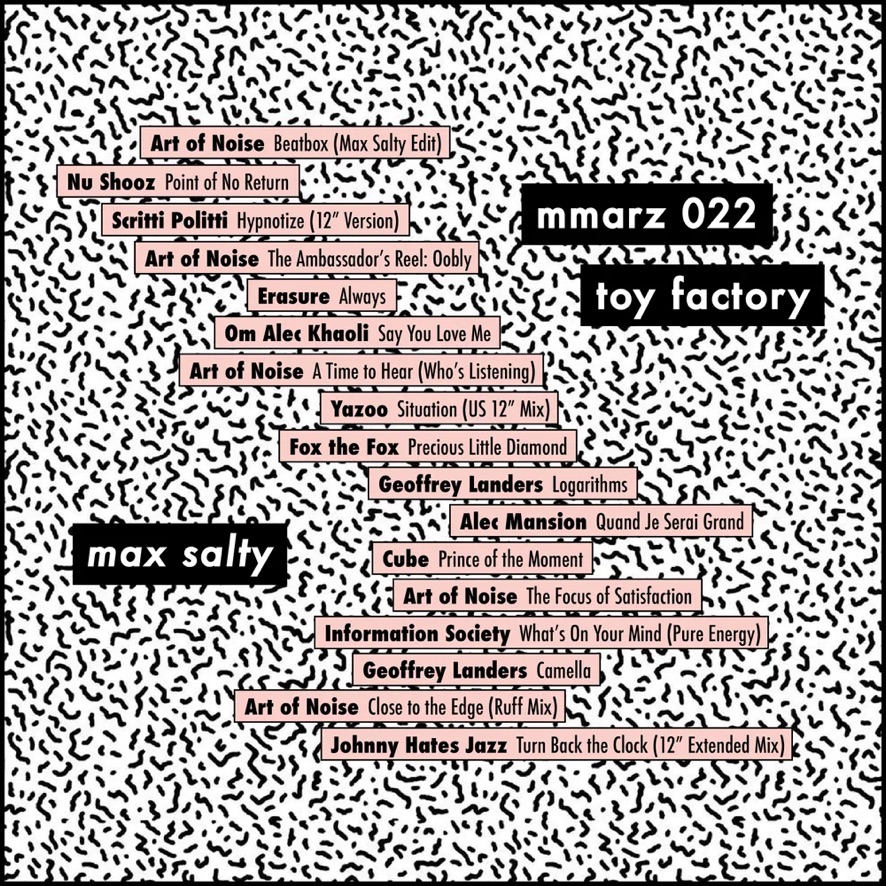 Art of Noise Beatbox (Max Salty Edit)
Nu Shooz Point of No Return
Scritti Politti Hypnotize (12” Version)
Art of Noise The Ambassador’s Reel: Oobly
Erasure Always
Om Alec Khaoli Say You Love Me
Art of Noise A Time to Hear (Who’s Listening)
Yazoo Situation (US 12” Mix)
Fox the Fox Precious Little Diamond
Geoffrey Landers Logarithms
Alec Mansion Quand Je Serai Grand
Cube Prince of the Moment
Art of Noise The Focus of Satisfaction
Information Society What’s On Your Mind (Pure Energy)
Geoffrey Landers Camella
Art of Noise Close to the Edge (Ruff Mix)
Johnny Hates Jazz Turn Back the Clock (12” Extended Mix)
mmarz 022
toy factory
max salty